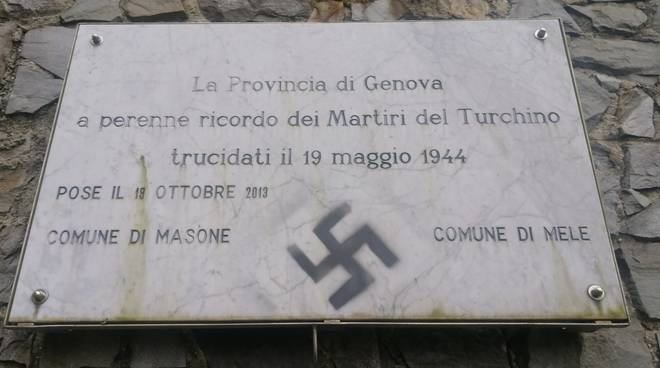 La Provincia di Genova
a perenne ricordo dei Martiri del Turchino
trucidati il 19 maggio 1944
POSE IL 18 OTTOBRE 2013
COMUNE DI MASONE COMUNE DI MELE